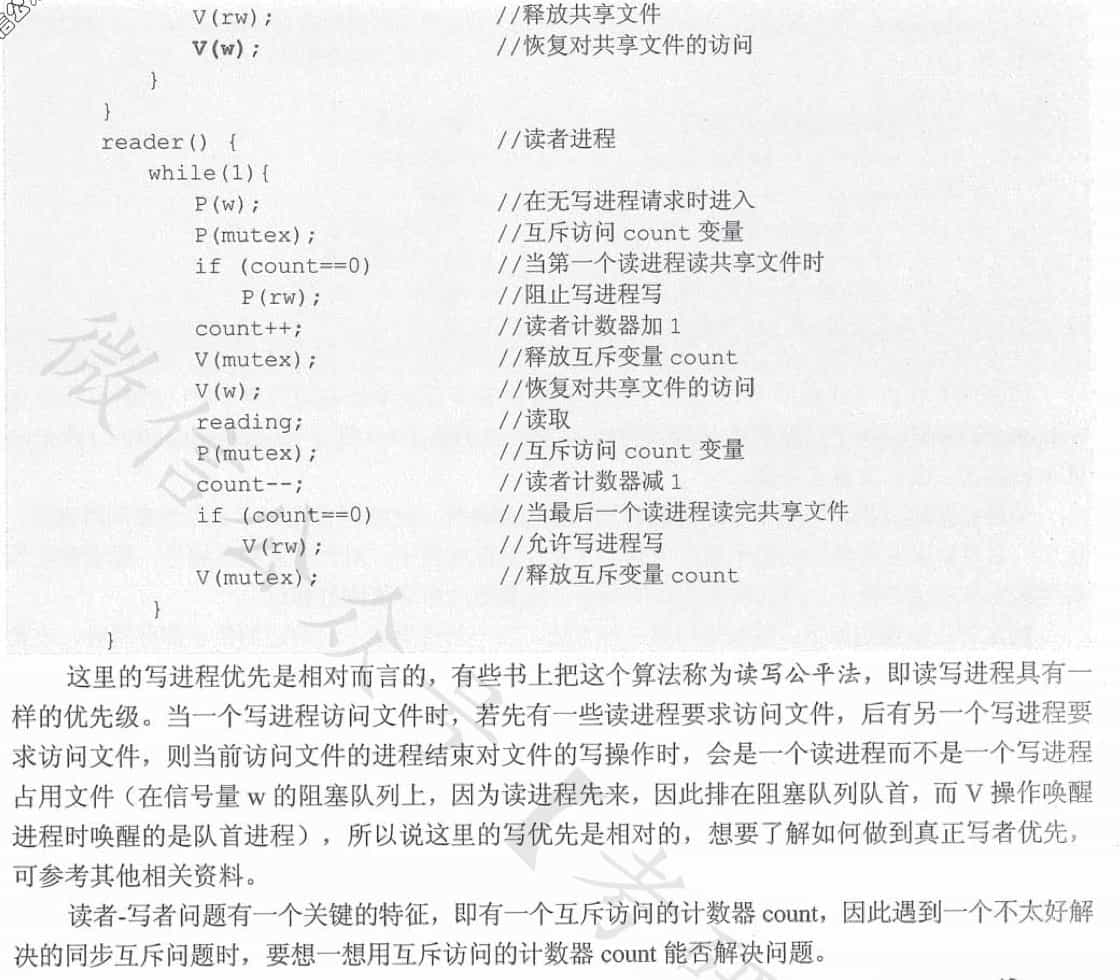 V(rw); //释放共享文件
V(w); //恢复对共享文件的访问
}
}
reader() { //读者进程
while(1){
P(w); //在无写进程请求时进入
P(mutex); //互斥访问 count 变量
if (count==0) //当第一个读进程读共享文件时
P(rw); //阻止写进程写
count++; //读者计数器加 1
V(mutex); //释放互斥变量 count
V(w); //恢复对共享文件的访问
reading; //读取
P(mutex); //互斥访问 count 变量
count--; //读者计数器减 1
if (count==0) //当最后一个读进程读完共享文件
V(rw); //允许写进程写
V(mutex); //释放互斥变量 count
}
}
这里的写进程优先是相对而言的，有些书上把这个算法称为读写公平法，即读写进程具有一
样的优先级。当一个写进程访问文件时，若先有一些读进程要求访问文件，后有另一个写进程要
求访问文件，则当前访问文件的进程结束对文件的写操作时，会是一个读进程而不是一个写进程
占用文件（在信号量 w 的阻塞队列上，因为读进程先来，因此排在阻塞队列队首，而 V 操作唤醒
进程时唤醒的是队首进程），所以说这里的写优先是相对的，想要了解如何做到真正写者优先，
可参考其他相关资料。
读者-写者问题有一个关键的特征，即有一个互斥访问的计数器 count，因此遇到一个不太好解
决的同步互斥问题时，要想一想用互斥访问的计数器 count 能否解决问题。
微信公众号【考研